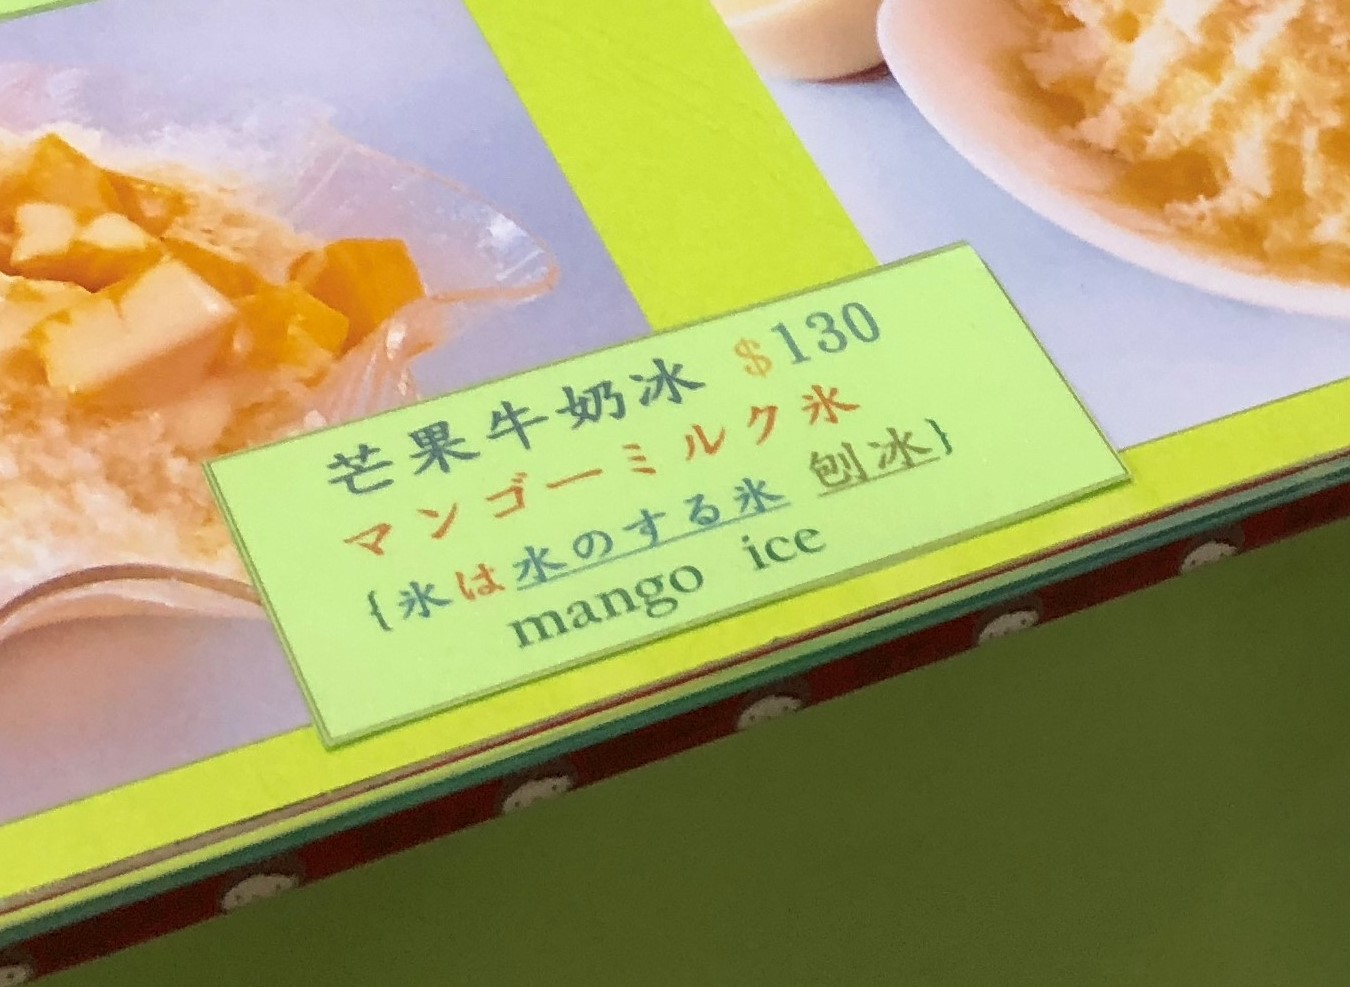 芒果牛奶冰 $130
マンゴーミルク氷
{氷は水のする氷 刨冰}
mango ice